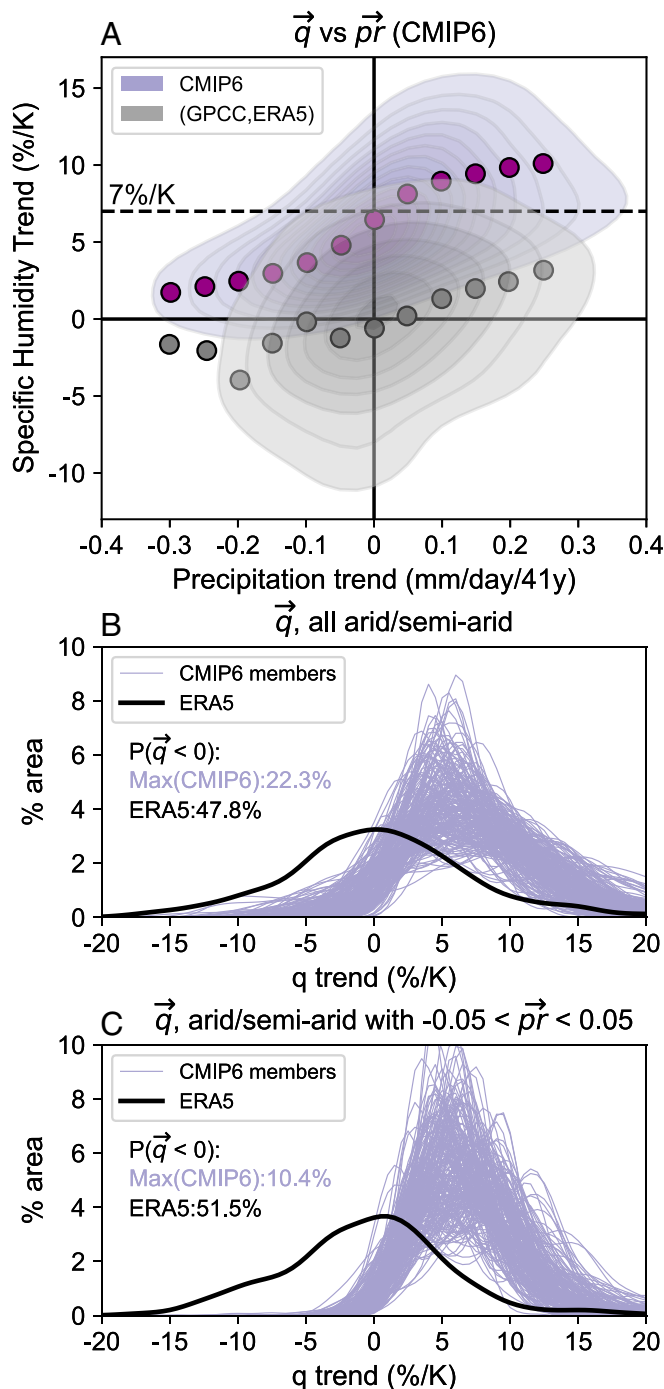 A
q vs pr (CMIP6)
CMIP6
(GPCC,ERA5)
7%/K
Specific Humidity Trend (%/K)
15
10
5
0
-5
-10
-0.4 -0.3 -0.2 -0.1 0 0.1 0.2 0.3 0.4
Precipitation trend (mm/day/41y)
B
q, all arid/semi-arid
CMIP6 members
ERA5
P(q < 0):
Max(CMIP6):22.3%
ERA5:47.8%
% area
10
8
6
4
2
0
-20 -15 -10 -5 0 5 10 15 20
q trend (%/K)
C
q, arid/semi-arid with -0.05 < pr < 0.05
CMIP6 members
ERA5
P(q < 0):
Max(CMIP6):10.4%
ERA5:51.5%
% area
10
8
6
4
2
0
-20 -15 -10 -5 0 5 10 15 20
q trend (%/K)